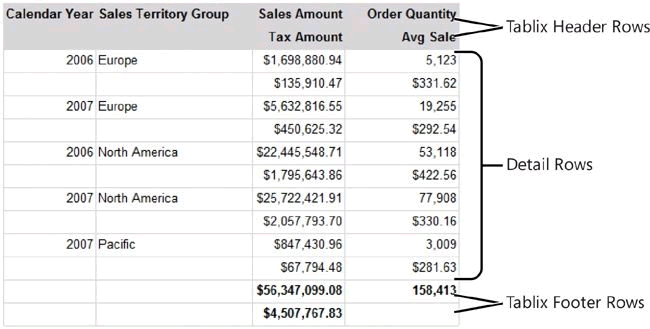 Calendar Year Sales Territory Group Sales Amount Order Quantity
Tax Amount Avg Sale
Tablix Header Rows
2006 Europe $1,698,880.94 5,123
$135,910.47 $331.62
2007 Europe $5,632,816.55 19,255
$450,625.32 $292.54
2006 North America $22,445,548.71 53,118
$1,795,643.86 $422.56
Detail Rows
2007 North America $25,722,421.91 77,908
$2,057,793.70 $330.16
2007 Pacific $847,430.96 3,009
$67,794.48 $281.63
$56,347,099.08 158,413
Tablix Footer Rows
$4,507,767.83